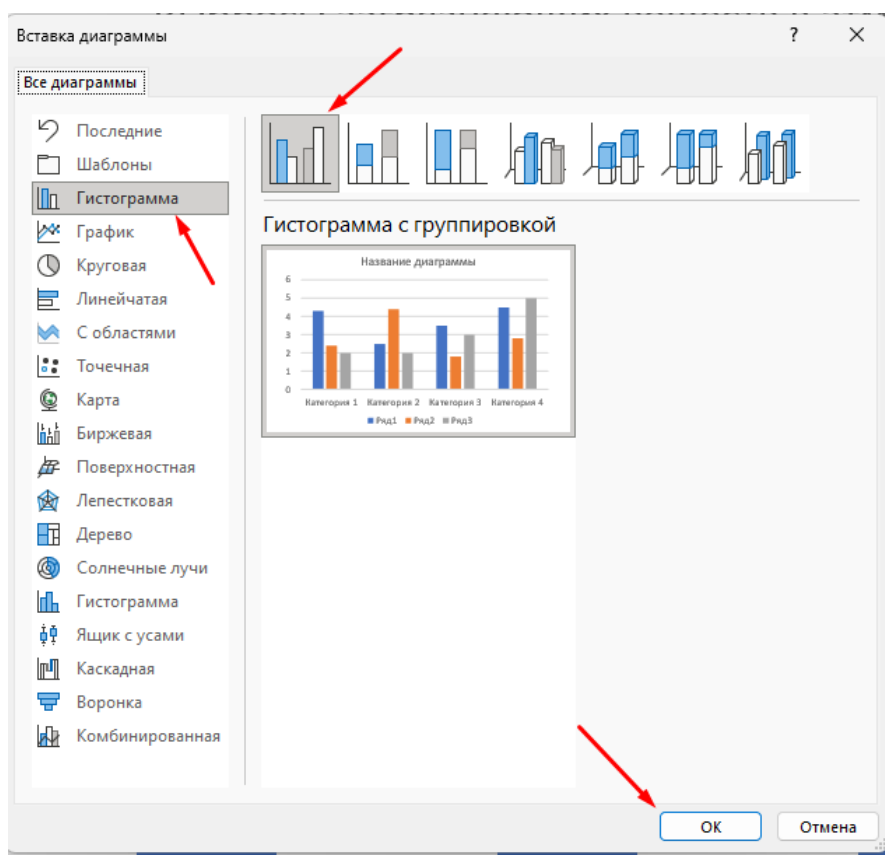 Вставка диаграммы
?
Все диаграммы
Последние
Шаблоны
Гистограмма
График
Круговая
Линейчатая
С областями
Точечная
Карта
Биржевая
Поверхностная
Лепестковая
Дерево
Солнечные лучи
Гистограмма
Ящик с усами
Каскадная
Воронка
Комбинированная
Гистограмма с группировкой
Название диаграммы
6
5
4
3
2
1
0
Категория 1 Категория 2 Категория 3 Категория 4
Ряд1 Ряд2 Ряд3
ОК Отмена